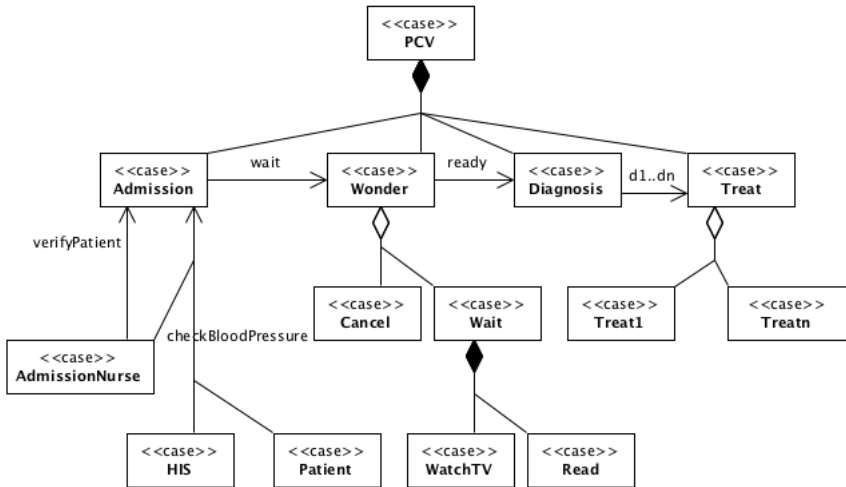 <<case>>
PCV
<<case>>
Admission
wait
<<case>>
Wonder
ready
<<case>>
Diagnosis
d1..dn
<<case>>
Treat
verifyPatient
<<case>>
Cancel
<<case>>
Wait
<<case>>
Treat1
<<case>>
Treatn
checkBloodPressure
<<case>>
AdmissionNurse
<<case>>
HIS
<<case>>
Patient
<<case>>
WatchTV
<<case>>
Read